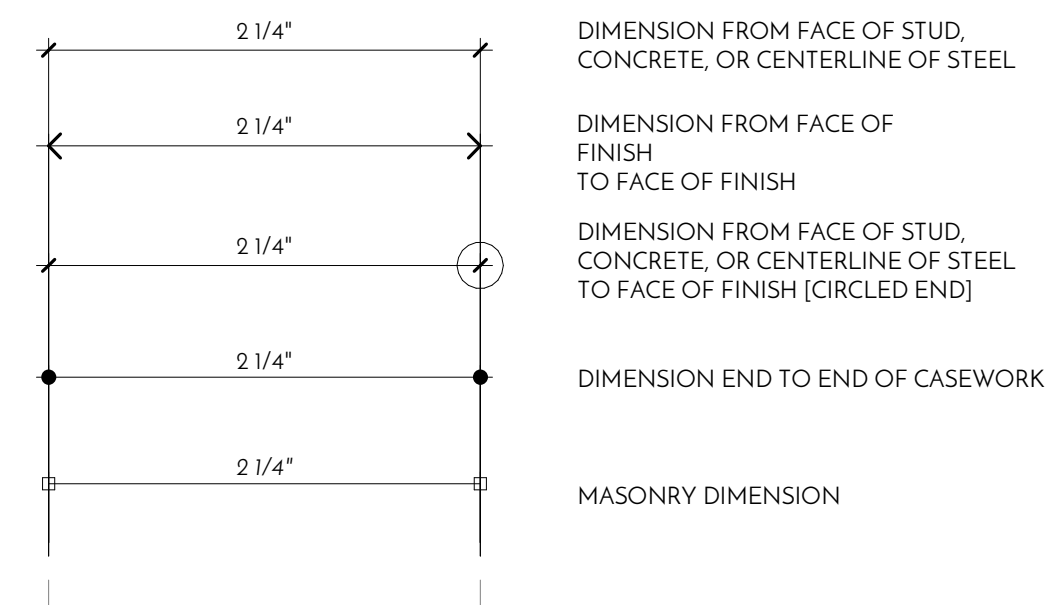 2 1/4"
DIMENSION FROM FACE OF STUD,
CONCRETE, OR CENTERLINE OF STEEL
2 1/4"
DIMENSION FROM FACE OF
FINISH
TO FACE OF FINISH
2 1/4"
DIMENSION FROM FACE OF STUD,
CONCRETE, OR CENTERLINE OF STEEL
TO FACE OF FINISH [CIRCLED END]
2 1/4"
DIMENSION END TO END OF CASEWORK
2 1/4"
MASONRY DIMENSION